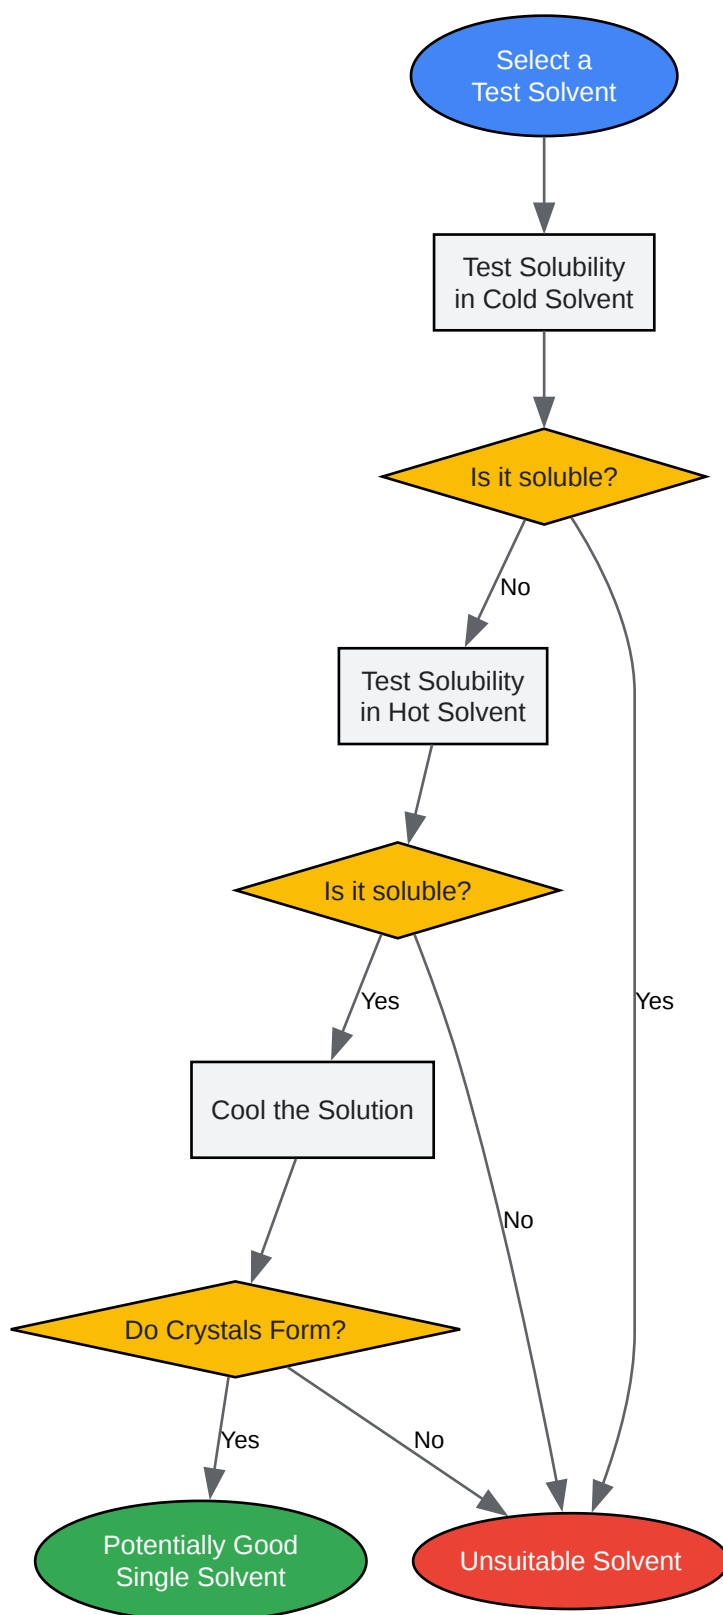 Select a
Test Solvent
Test Solubility
in Cold Solvent
Is it soluble?
No
Test Solubility
in Hot Solvent
Is it soluble?
Yes
Yes
Cool the Solution
No
Do Crystals Form?
Yes
No
Potentially Good
Single Solvent
Unsuitable Solvent